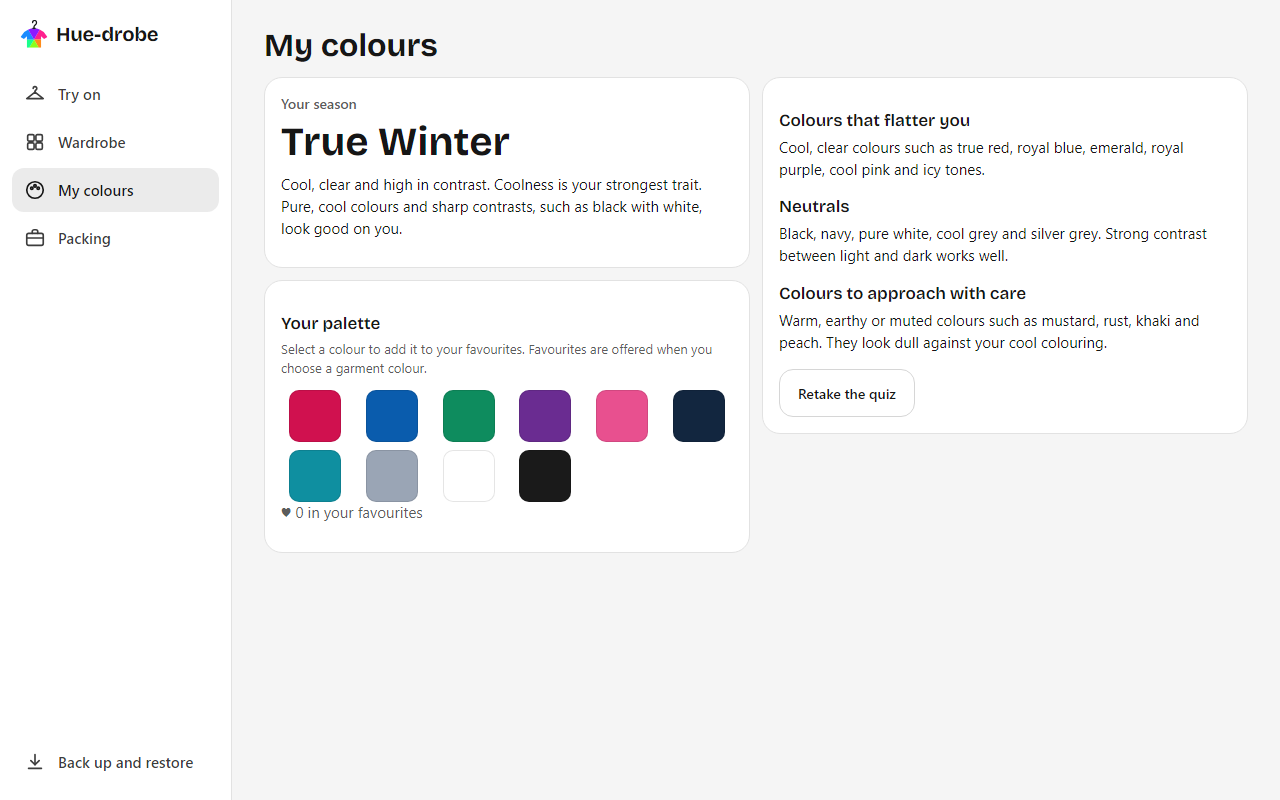 Hue-drobe
Try on
Wardrobe
My colours
Packing
Back up and restore
My colours
Your season
True Winter
Cool, clear and high in contrast. Coolness is your strongest trait.
Pure, cool colours and sharp contrasts, such as black with white,
look good on you.
Your palette
Select a colour to add it to your favourites. Favourites are offered when you
choose a garment colour.
♥ 0 in your favourites
Colours that flatter you
Cool, clear colours such as true red, royal blue, emerald, royal
purple, cool pink and icy tones.
Neutrals
Black, navy, pure white, cool grey and silver grey. Strong contrast
between light and dark works well.
Colours to approach with care
Warm, earthy or muted colours such as mustard, rust, khaki and
peach. They look dull against your cool colouring.
Retake the quiz